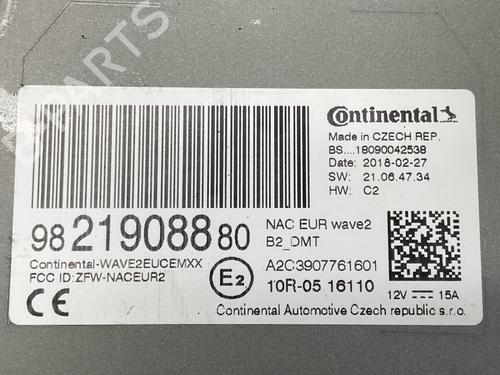 Continental
Made in CZECH REP.
BS....18090042538
Date: 2018-02-27
SW: 21.06.47.34
HW: C2
98 219088 80
NAC EUR wave2
B2_DMT
Continental-WAVE2EUCEMXX
FCC ID:ZFW-NACEUR2
A2C3907761601
CE
E2
10R-05 16110
12V 15A
Continental Automotive Czech republic s.r.o.
B-PARTS